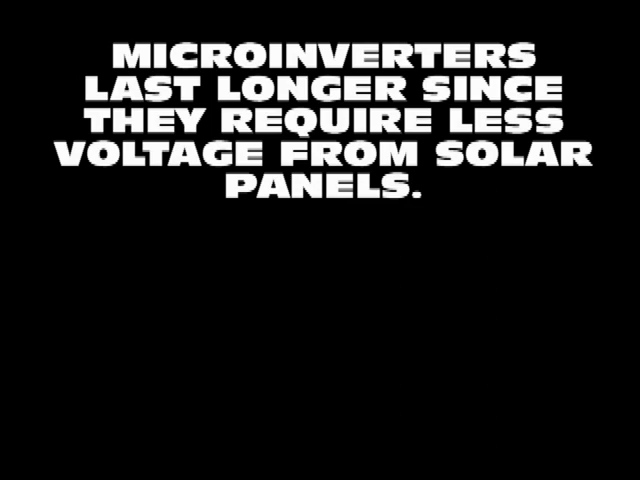 MICROINVERTERS
LAST LONGER SINCE
THEY REQUIRE LESS
VOLTAGE FROM SOLAR
PANELS.